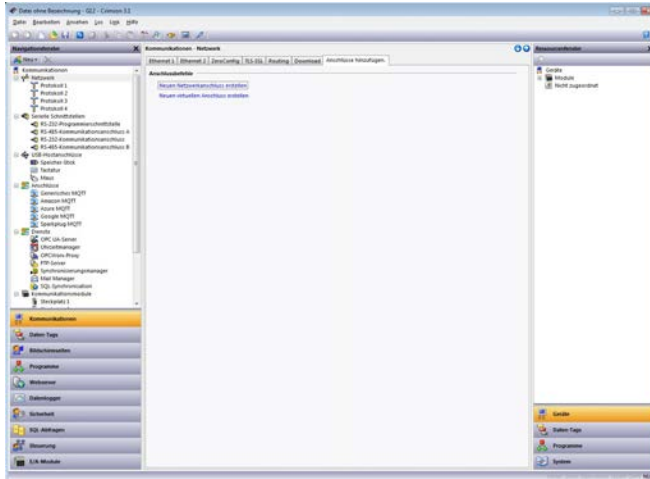 Datei ohne Bezeichnung - GL2 - Crimson 3.1
Datei Bearbeiten Ansehen Los Link Hilfe
Navigationsfenster
Neu
Kommunikationen
Netzwerk
Protokoll 1
Protokoll 2
Protokoll 3
Protokoll 4
Serielle Schnittstellen
RS-232-Programmierschnittstelle
RS-485-Kommunikationsanschluss A
RS-232-Kommunikationsanschluss
RS-485-Kommunikationsanschluss B
USB-Hostanschlüsse
Speicher-Stick
Tastatur
Maus
Anschlüsse
Generisches MQTT
Amazon MQTT
Azure MQTT
Google MQTT
Sparkplug MQTT
Dienste
OPC UA-Server
Uhrzeitmanager
OPCWorx-Proxy
FTP-Server
Synchronisierungsmanager
Mail Manager
SQL-Synchronisation
Kommunikationsmodule
Steckplatz 1
Kommunikationen
Daten-Tags
Bildschirmseiten
Programme
Webserver
Datenlogger
Sicherheit
SQL-Abfragen
Steuerung
E/A-Module
Kommunikationen - Netzwerk
Ethernet 1 Ethernet 2 ZeroConfig TLS-SSL Routing Download Anschlüsse hinzufügen
Anschlussbefehle
Neuen Netzwerkanschluss erstellen
Neuen virtuellen Anschluss erstellen
Ressourcenfenster
Geräte
Module
Nicht zugeordnet
Geräte
Daten-Tags
Programme
System